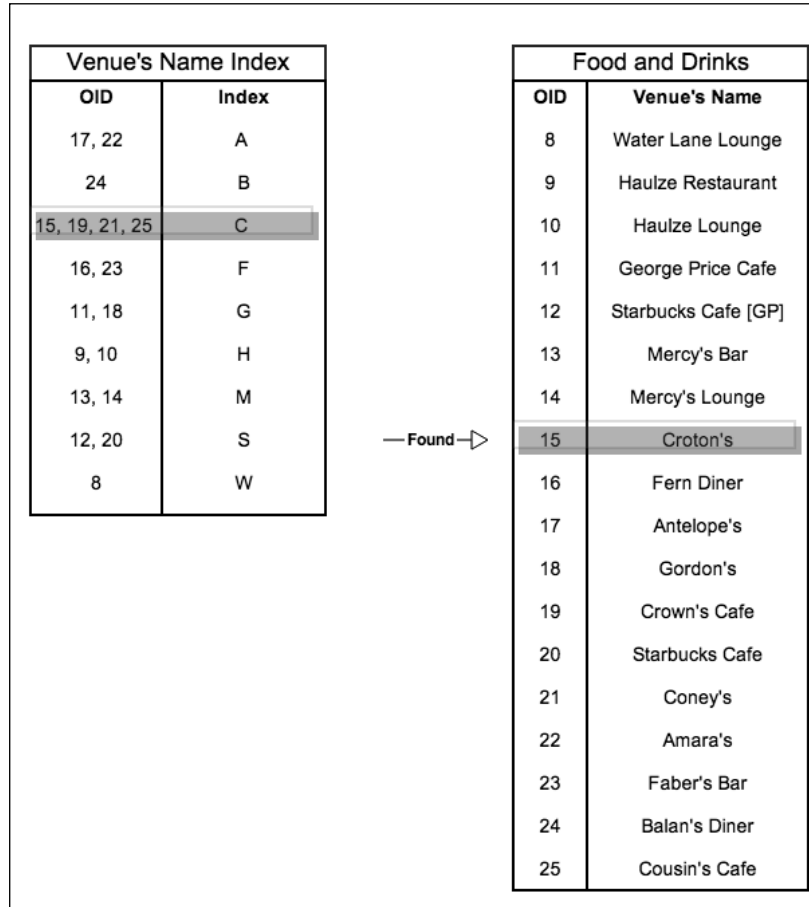 Venue's Name Index
OID Index
17, 22 A
24 B
15, 19, 21, 25 C
16, 23 F
11, 18 G
9, 10 H
13, 14 M
12, 20 S
8 W
Found
Food and Drinks
OID Venue's Name
8 Water Lane Lounge
9 Haulze Restaurant
10 Haulze Lounge
11 George Price Cafe
12 Starbucks Cafe [GP]
13 Mercy's Bar
14 Mercy's Lounge
15 Croton's
16 Fern Diner
17 Antelope's
18 Gordon's
19 Crown's Cafe
20 Starbucks Cafe
21 Coney's
22 Amara's
23 Faber's Bar
24 Balan's Diner
25 Cousin's Cafe